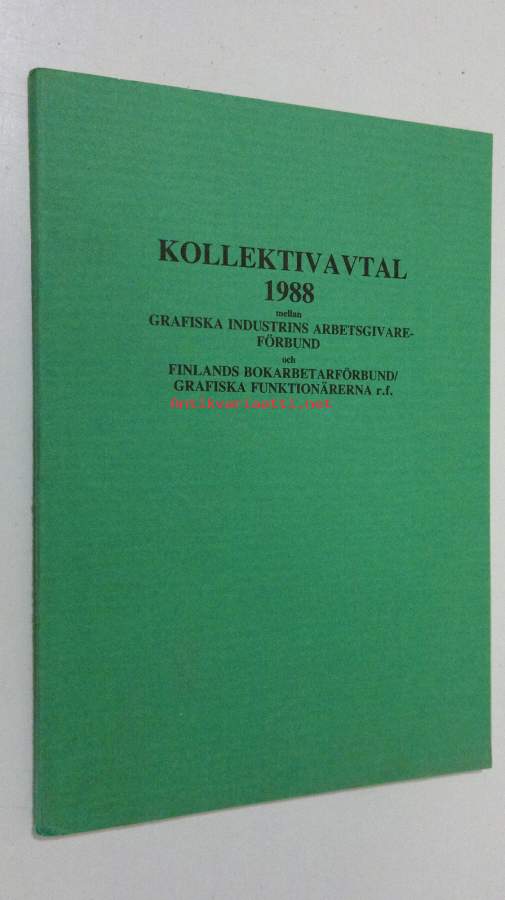 KOLLEKTIVAVTAL
1988
mellan
GRAFISKA INDUSTRINS ARBETSGIVARE-
FÖRBUND
och
FINLANDS BOKARBETARFÖRBUND/
GRAFISKA FUNKTIONÄRERNA r.f.
antikvariaatti.net